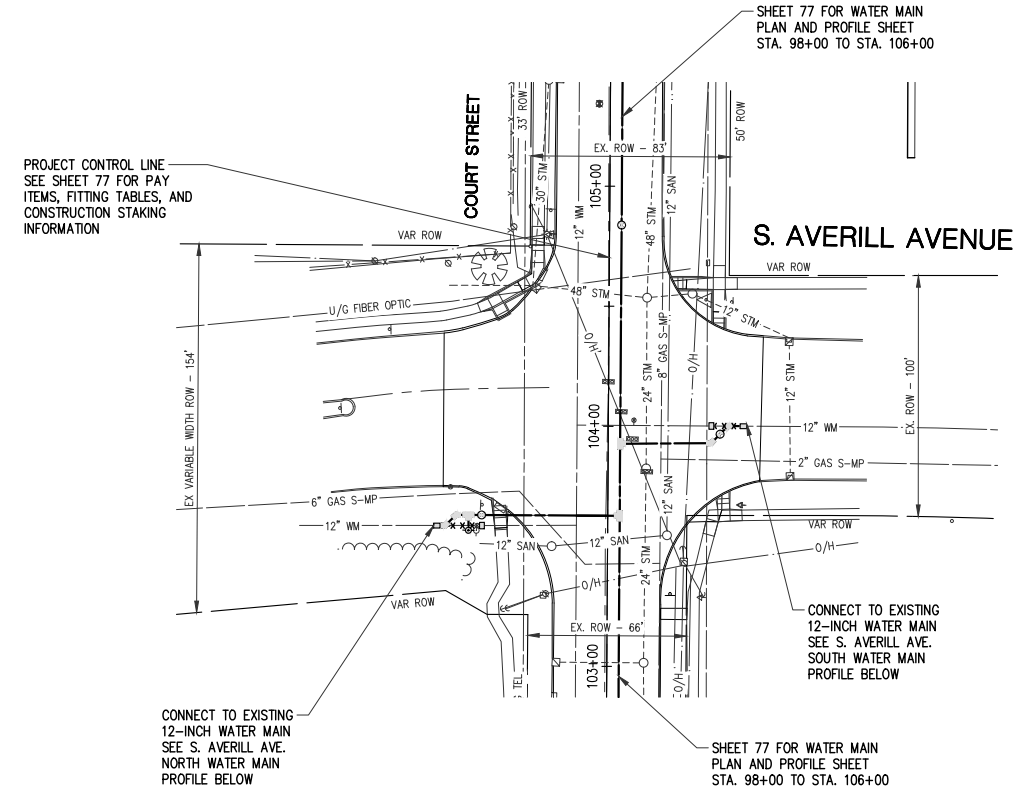 SHEET 77 FOR WATER MAIN
PLAN AND PROFILE SHEET
STA. 98+00 TO STA. 106+00
COURT STREET
33' ROW
50' ROW
EX. ROW - 83'
30" STM
12" WM
105+00
48" STM
12" SAN
PROJECT CONTROL LINE
SEE SHEET 77 FOR PAY
ITEMS, FITTING TABLES, AND
CONSTRUCTION STAKING
INFORMATION
VAR ROW
S. AVERILL AVENUE
VAR ROW
48" STM
U/G FIBER OPTIC
12" STM
O/H
8" GAS S-MP
O/H
EX VARIABLE WIDTH ROW - 154'
24" STM
12" STM
EX. ROW - 100'
104+00
12" WM
2" GAS S-MP
6" GAS S-MP
12" SAN
12" WM
VAR ROW
12" SAN
12" SAN
O/H
24" STM
O/H
VAR ROW
CONNECT TO EXISTING
12-INCH WATER MAIN
SEE S. AVERILL AVE.
SOUTH WATER MAIN
PROFILE BELOW
EX. ROW - 66'
103+00
TEL
O/H
CONNECT TO EXISTING
12-INCH WATER MAIN
SEE S. AVERILL AVE.
NORTH WATER MAIN
PROFILE BELOW
SHEET 77 FOR WATER MAIN
PLAN AND PROFILE SHEET
STA. 98+00 TO STA. 106+00